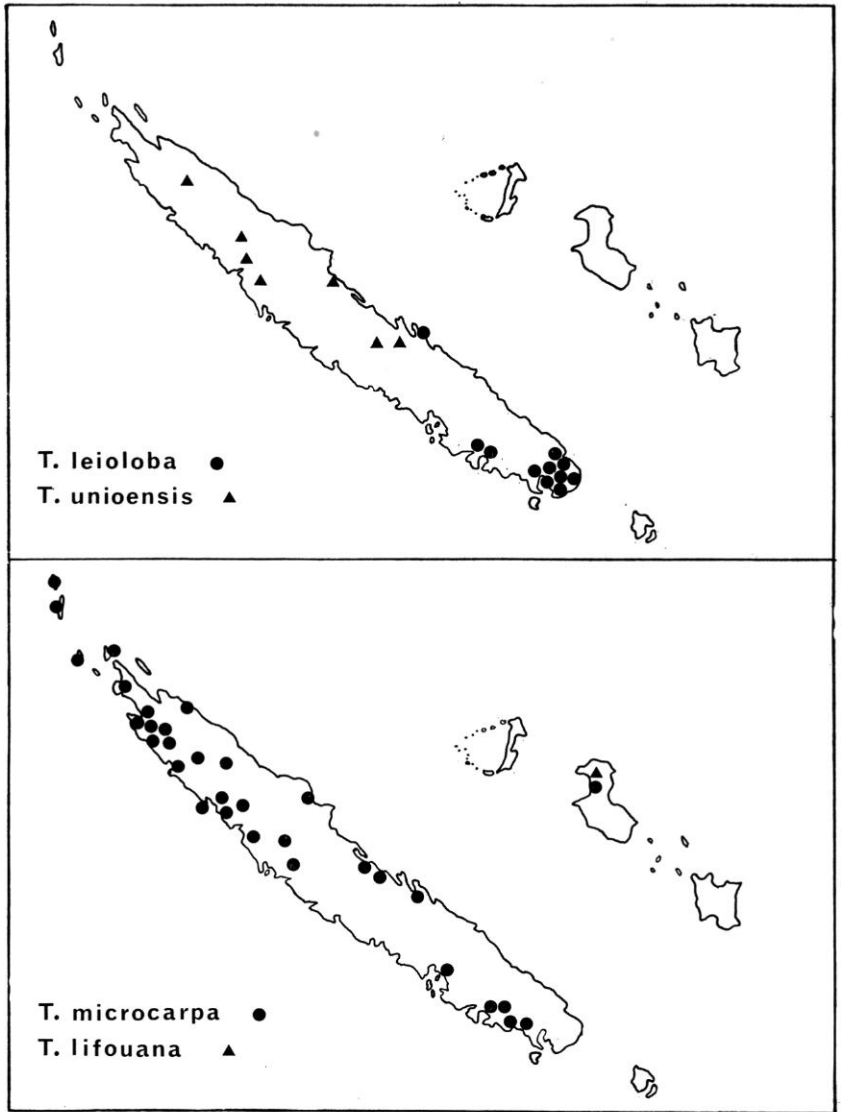 T. leioloba ●
T. unioensis ▲
T. microcarpa ●
T. lifouana ▲